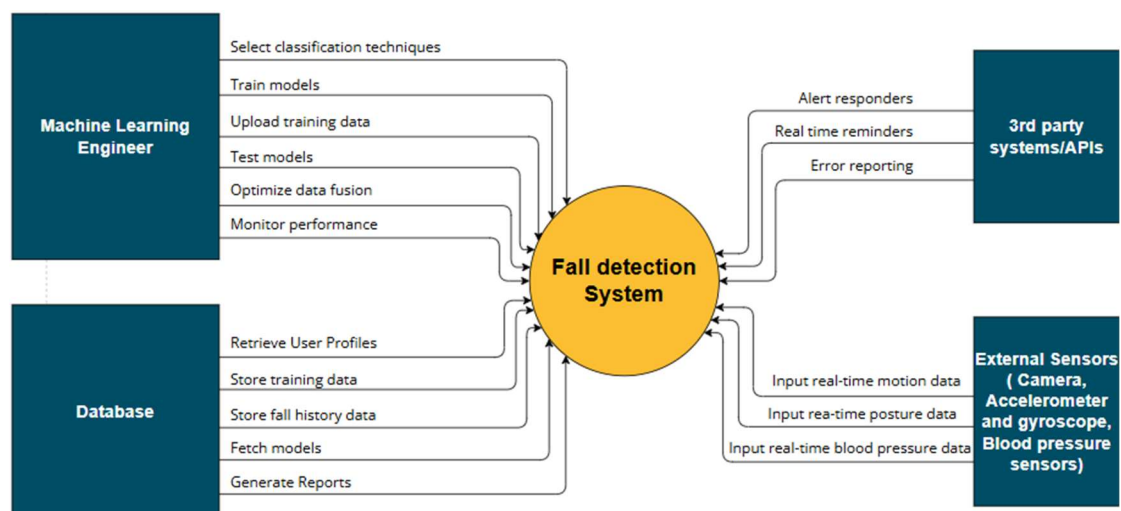 Machine Learning
Engineer
Select classification techniques
Train models
Upload training data
Test models
Optimize data fusion
Monitor performance
Database
Retrieve User Profiles
Store training data
Store fall history data
Fetch models
Generate Reports
Fall detection
System
Alert responders
Real time reminders
Error reporting
3rd party
systems/APIs
Input real-time motion data
Input rea-time posture data
Input real-time blood pressure data
External Sensors
( Camera,
Accelerometer
and gyroscope,
Blood pressure
sensors)